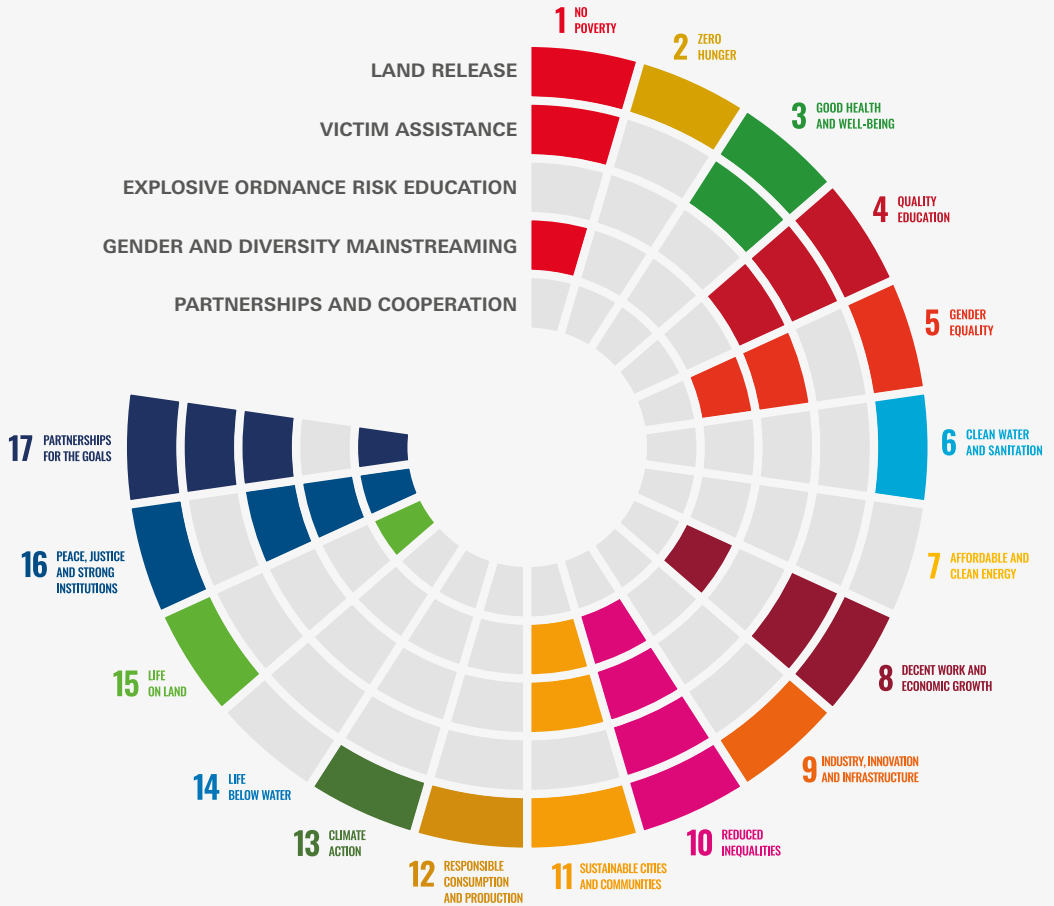 LAND RELEASE
VICTIM ASSISTANCE
EXPLOSIVE ORDNANCE RISK EDUCATION
GENDER AND DIVERSITY MAINSTREAMING
PARTNERSHIPS AND COOPERATION
1 NO
POVERTY
2 ZERO
HUNGER
3 GOOD HEALTH
AND WELL-BEING
4 QUALITY
EDUCATION
5 GENDER
EQUALITY
6 CLEAN WATER
AND SANITATION
7 AFFORDABLE AND
CLEAN ENERGY
8 DECENT WORK AND
ECONOMIC GROWTH
9 INDUSTRY, INNOVATION
AND INFRASTRUCTURE
10 REDUCED
INEQUALITIES
11 SUSTAINABLE CITIES
AND COMMUNITIES
12 RESPONSIBLE
CONSUMPTION
AND PRODUCTION
13 CLIMATE
ACTION
14 LIFE
BELOW WATER
15 LIFE
ON LAND
16 PEACE, JUSTICE
AND STRONG
INSTITUTIONS
17 PARTNERSHIPS
FOR THE GOALS